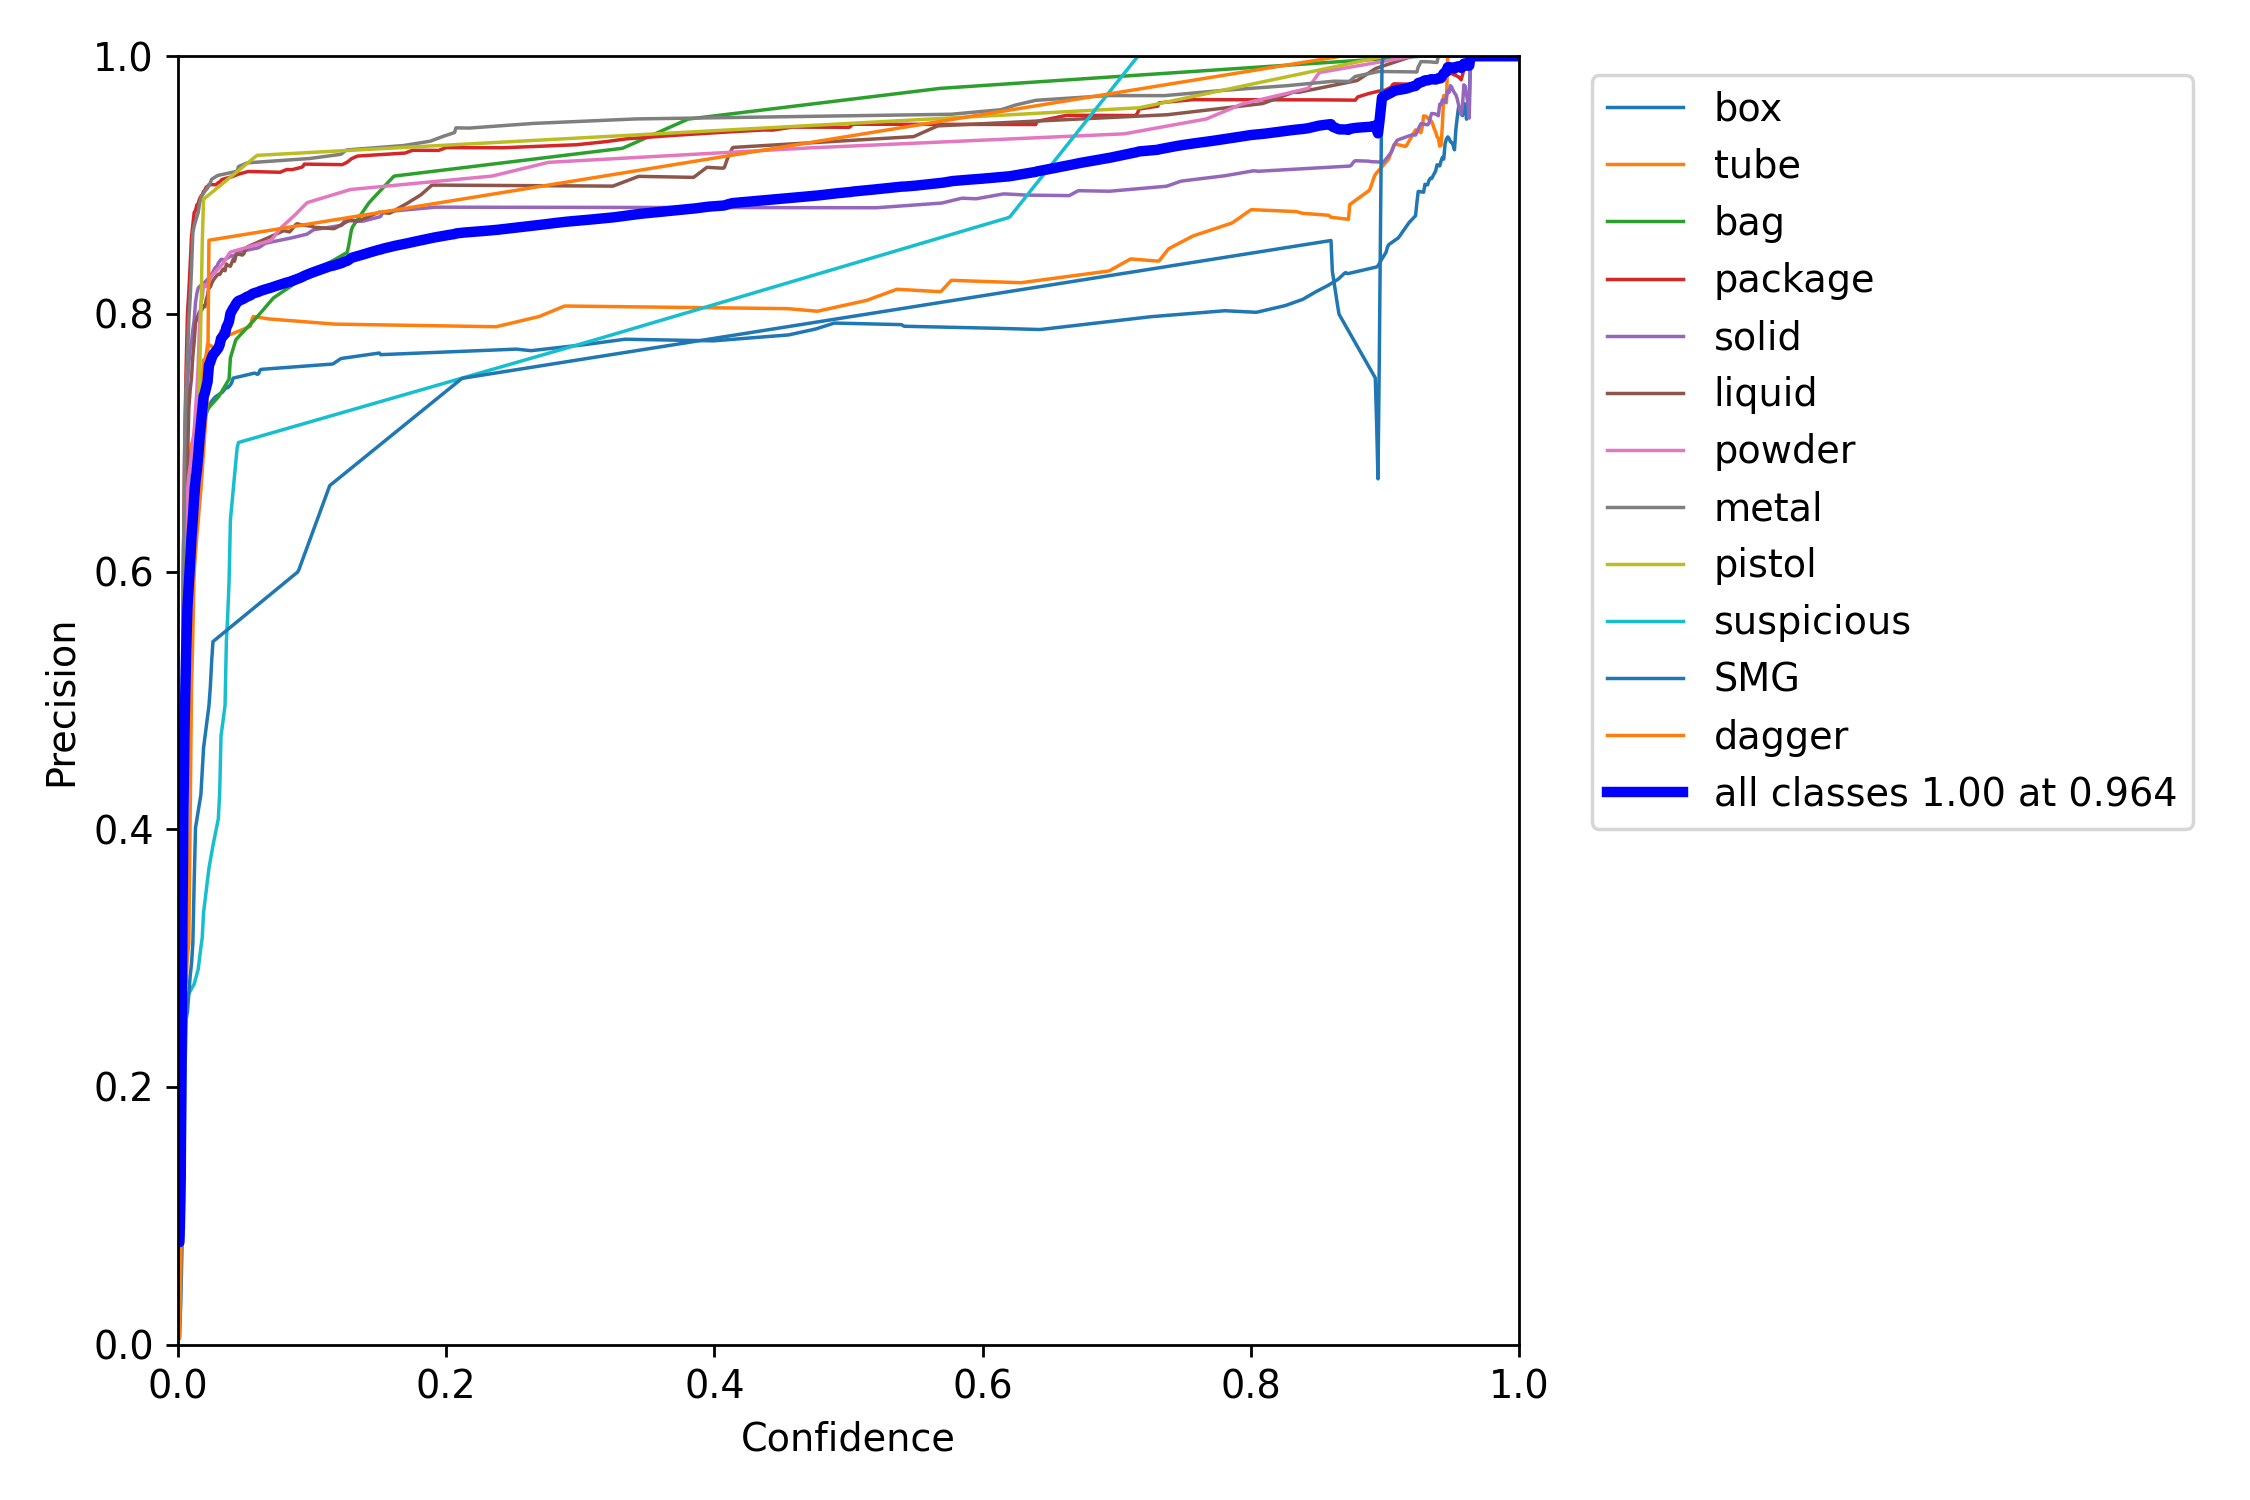 1.0
0.8
0.6
0.4
0.2
0.0
Precision
0.0 0.2 0.4 0.6 0.8 1.0
Confidence
box
tube
bag
package
solid
liquid
powder
metal
pistol
suspicious
SMG
dagger
all classes 1.00 at 0.964